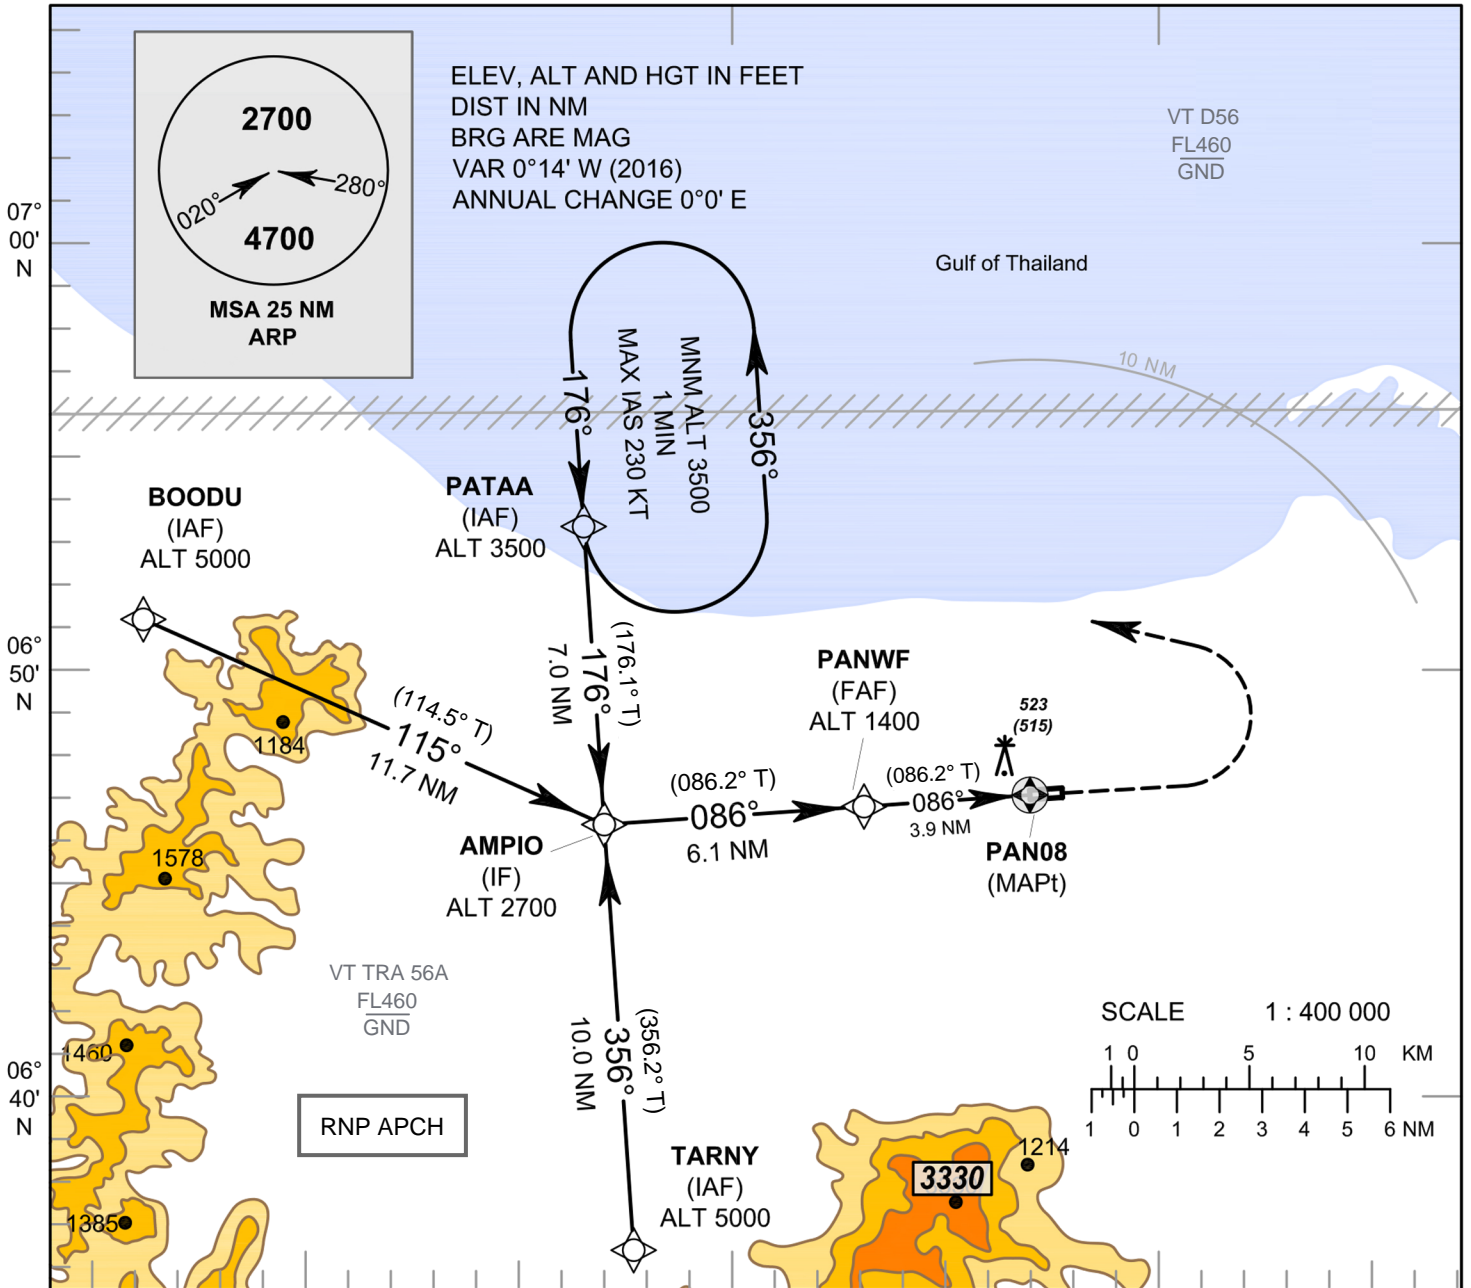 2700
020°
280°
4700
MSA 25 NM
ARP
ELEV, ALT AND HGT IN FEET
DIST IN NM
BRG ARE MAG
VAR 0°14' W (2016)
ANNUAL CHANGE 0°0' E
VT D56
FL460
GND
07°
00'
N
Gulf of Thailand
10 NM
176°
MAX IAS 230 KT
1 MIN
MNM ALT 3500
356°
BOODU
(IAF)
ALT 5000
PATAA
(IAF)
ALT 3500
06°
50'
N
7.0 NM
176°
(176.1° T)
PANWF
(FAF)
ALT 1400
523
(515)
1184
(114.5° T)
115°
11.7 NM
(086.2° T)
086°
6.1 NM
(086.2° T)
086°
3.9 NM
AMPIO
(IF)
ALT 2700
PAN08
(MAPt)
1578
VT TRA 56A
FL460
GND
10.0 NM
356°
(356.2° T)
SCALE 1 : 400 000
1 0 5 10 KM
1 0 1 2 3 4 5 6 NM
1460
06°
40'
N
RNP APCH
TARNY
(IAF)
ALT 5000
1214
3330
1385